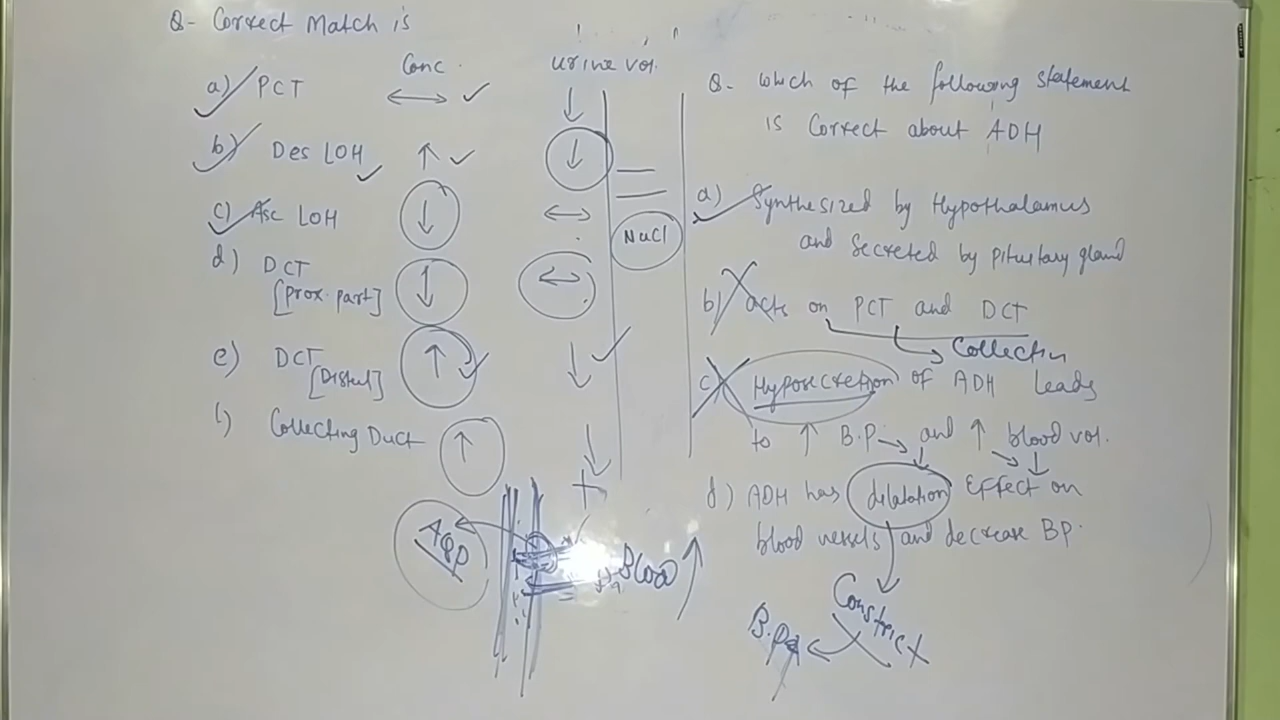 Q- Correct Match is
Conc. Urine vol.
a) PCT ↔ ↓
b) Des LOH ↑ ↓
c) Asc LOH ↓ ↔
NaCl
d) DCT ↔
[prox. part]
e) DCT ↑ ↓
[Distal]
Collecting Duct ↑ ↓
Aqp
Blood ↑
Q- which of the following statement
is Correct about ADH
a) Synthesized by Hypothalamus
and secreted by pituitary gland
b) acts on PCT and DCT
c) Hyposecretion of ADH leads
to ↑ B.P. and ↑ blood vol.
d) ADH has dilatation Effect on
blood vessels and decrease BP.
Constrict